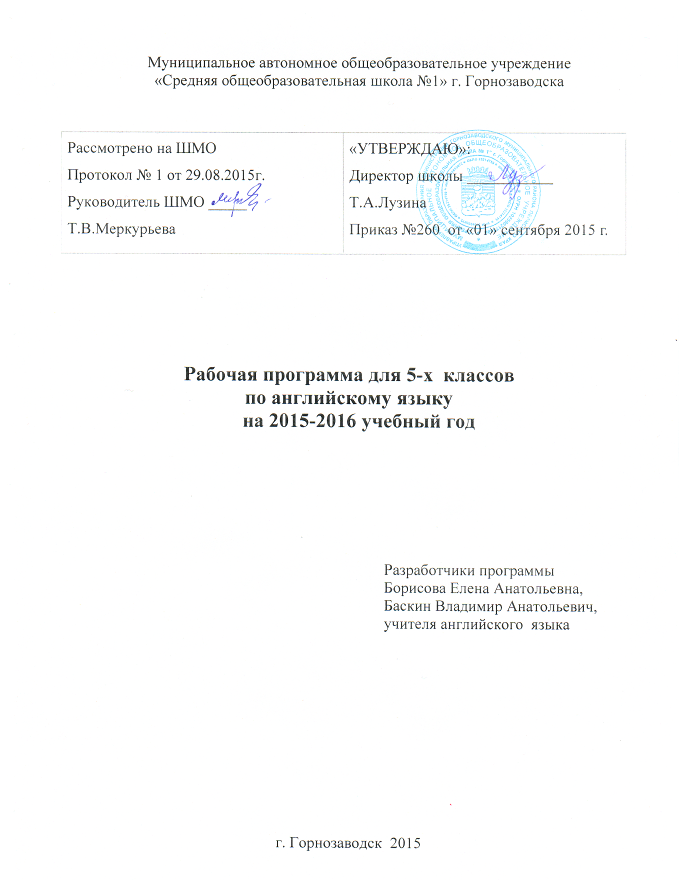 Муниципальное автономное общеобразовательное учреждение
«Средняя общеобразовательная школа №1» г. Горнозаводска
Рассмотрено на ШМО
Протокол № 1 от 29.08.2015г.
Руководитель ШМО
Т.В.Меркурьева
«УТВЕРЖДАЮ»:
Директор школы
Т.А.Лузина
Приказ №260 от «01» сентября 2015 г.
Рабочая программа для 5-х классов
по английскому языку
на 2015-2016 учебный год
Разработчики программы
Борисова Елена Анатольевна,
Баскин Владимир Анатольевич,
учителя английского языка
г. Горнозаводск 2015